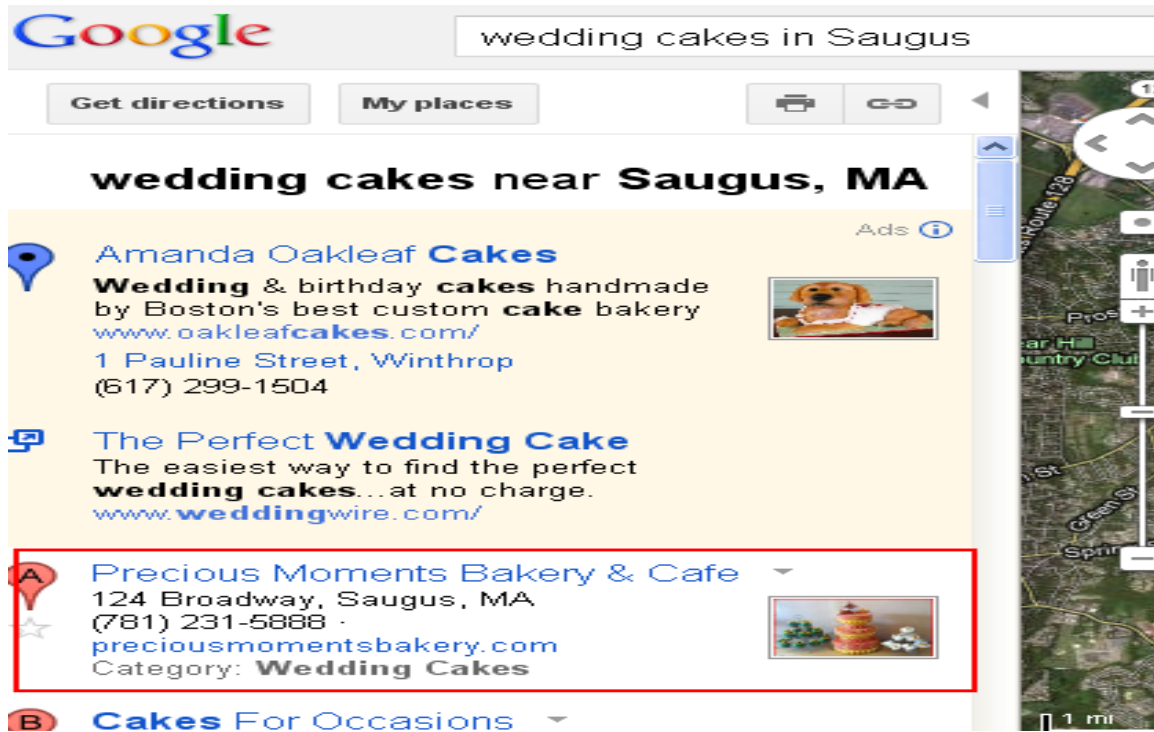 Google
wedding cakes in Saugus
Get directions
My places
wedding cakes near Saugus, MA
Ads
Amanda Oakleaf Cakes
Wedding & birthday cakes handmade
by Boston's best custom cake bakery
www.oakleafcakes.com/
1 Pauline Street, Winthrop
(617) 299-1504
The Perfect Wedding Cake
The easiest way to find the perfect
wedding cakes...at no charge.
www.weddingwire.com/
A
Precious Moments Bakery & Cafe
124 Broadway, Saugus, MA
(781) 231-5888 ·
preciousmomentsbakery.com
Category: Wedding Cakes
B
Cakes For Occasions
Route 128
Green St
1 mi